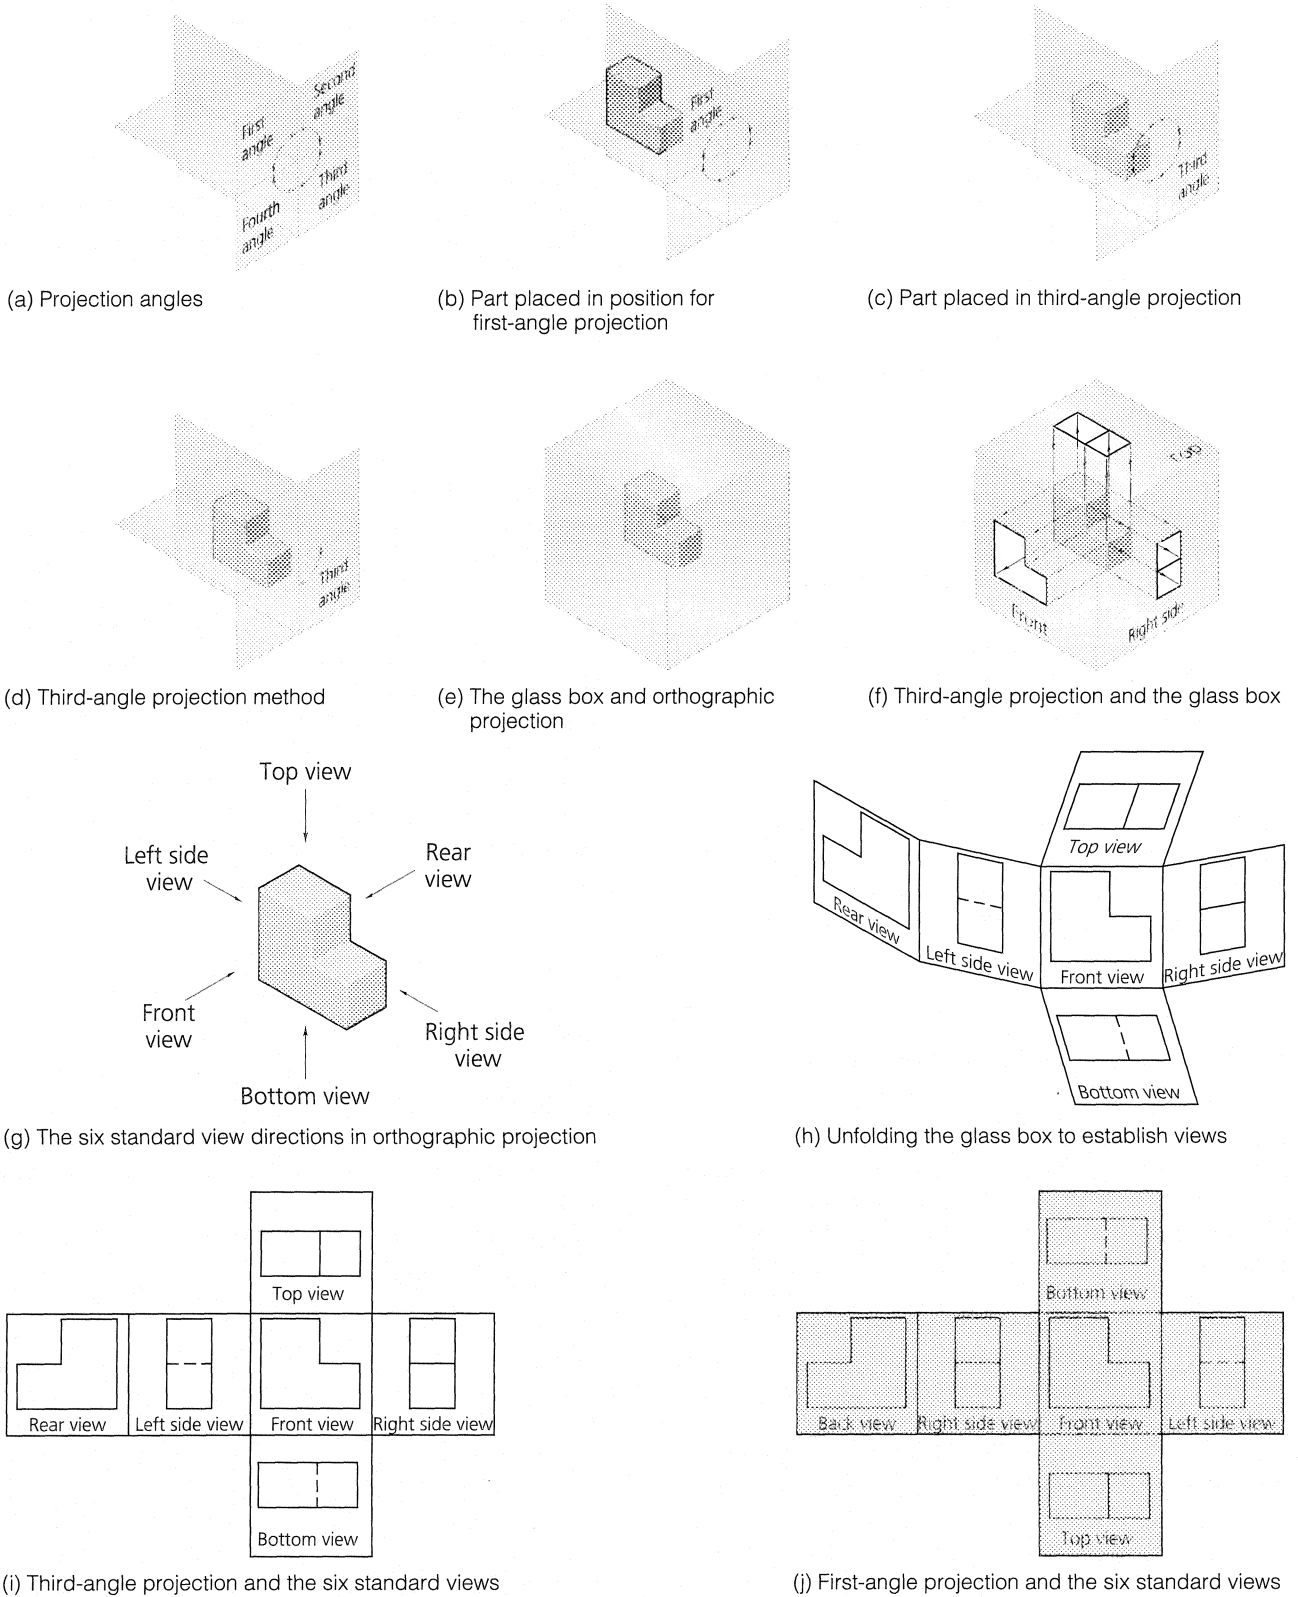 First
angle
Second
angle
Third
angle
Fourth
angle
(a) Projection angles
First
angle
(b) Part placed in position for
first-angle projection
Third
angle
(c) Part placed in third-angle projection
Third
angle
(d) Third-angle projection method
(e) The glass box and orthographic
projection
Top
Front
Right side
(f) Third-angle projection and the glass box
Top view
Left side
view
Rear
view
Front
view
Right side
view
Bottom view
(g) The six standard view directions in orthographic projection
Top view
Rear view
Left side view
Front view
Right side view
Bottom view
(h) Unfolding the glass box to establish views
Top view
Rear view
Left side view
Front view
Right side view
Bottom view
(i) Third-angle projection and the six standard views
Bottom view
Back view
Right side view
Front view
Left side view
Top view
(j) First-angle projection and the six standard views